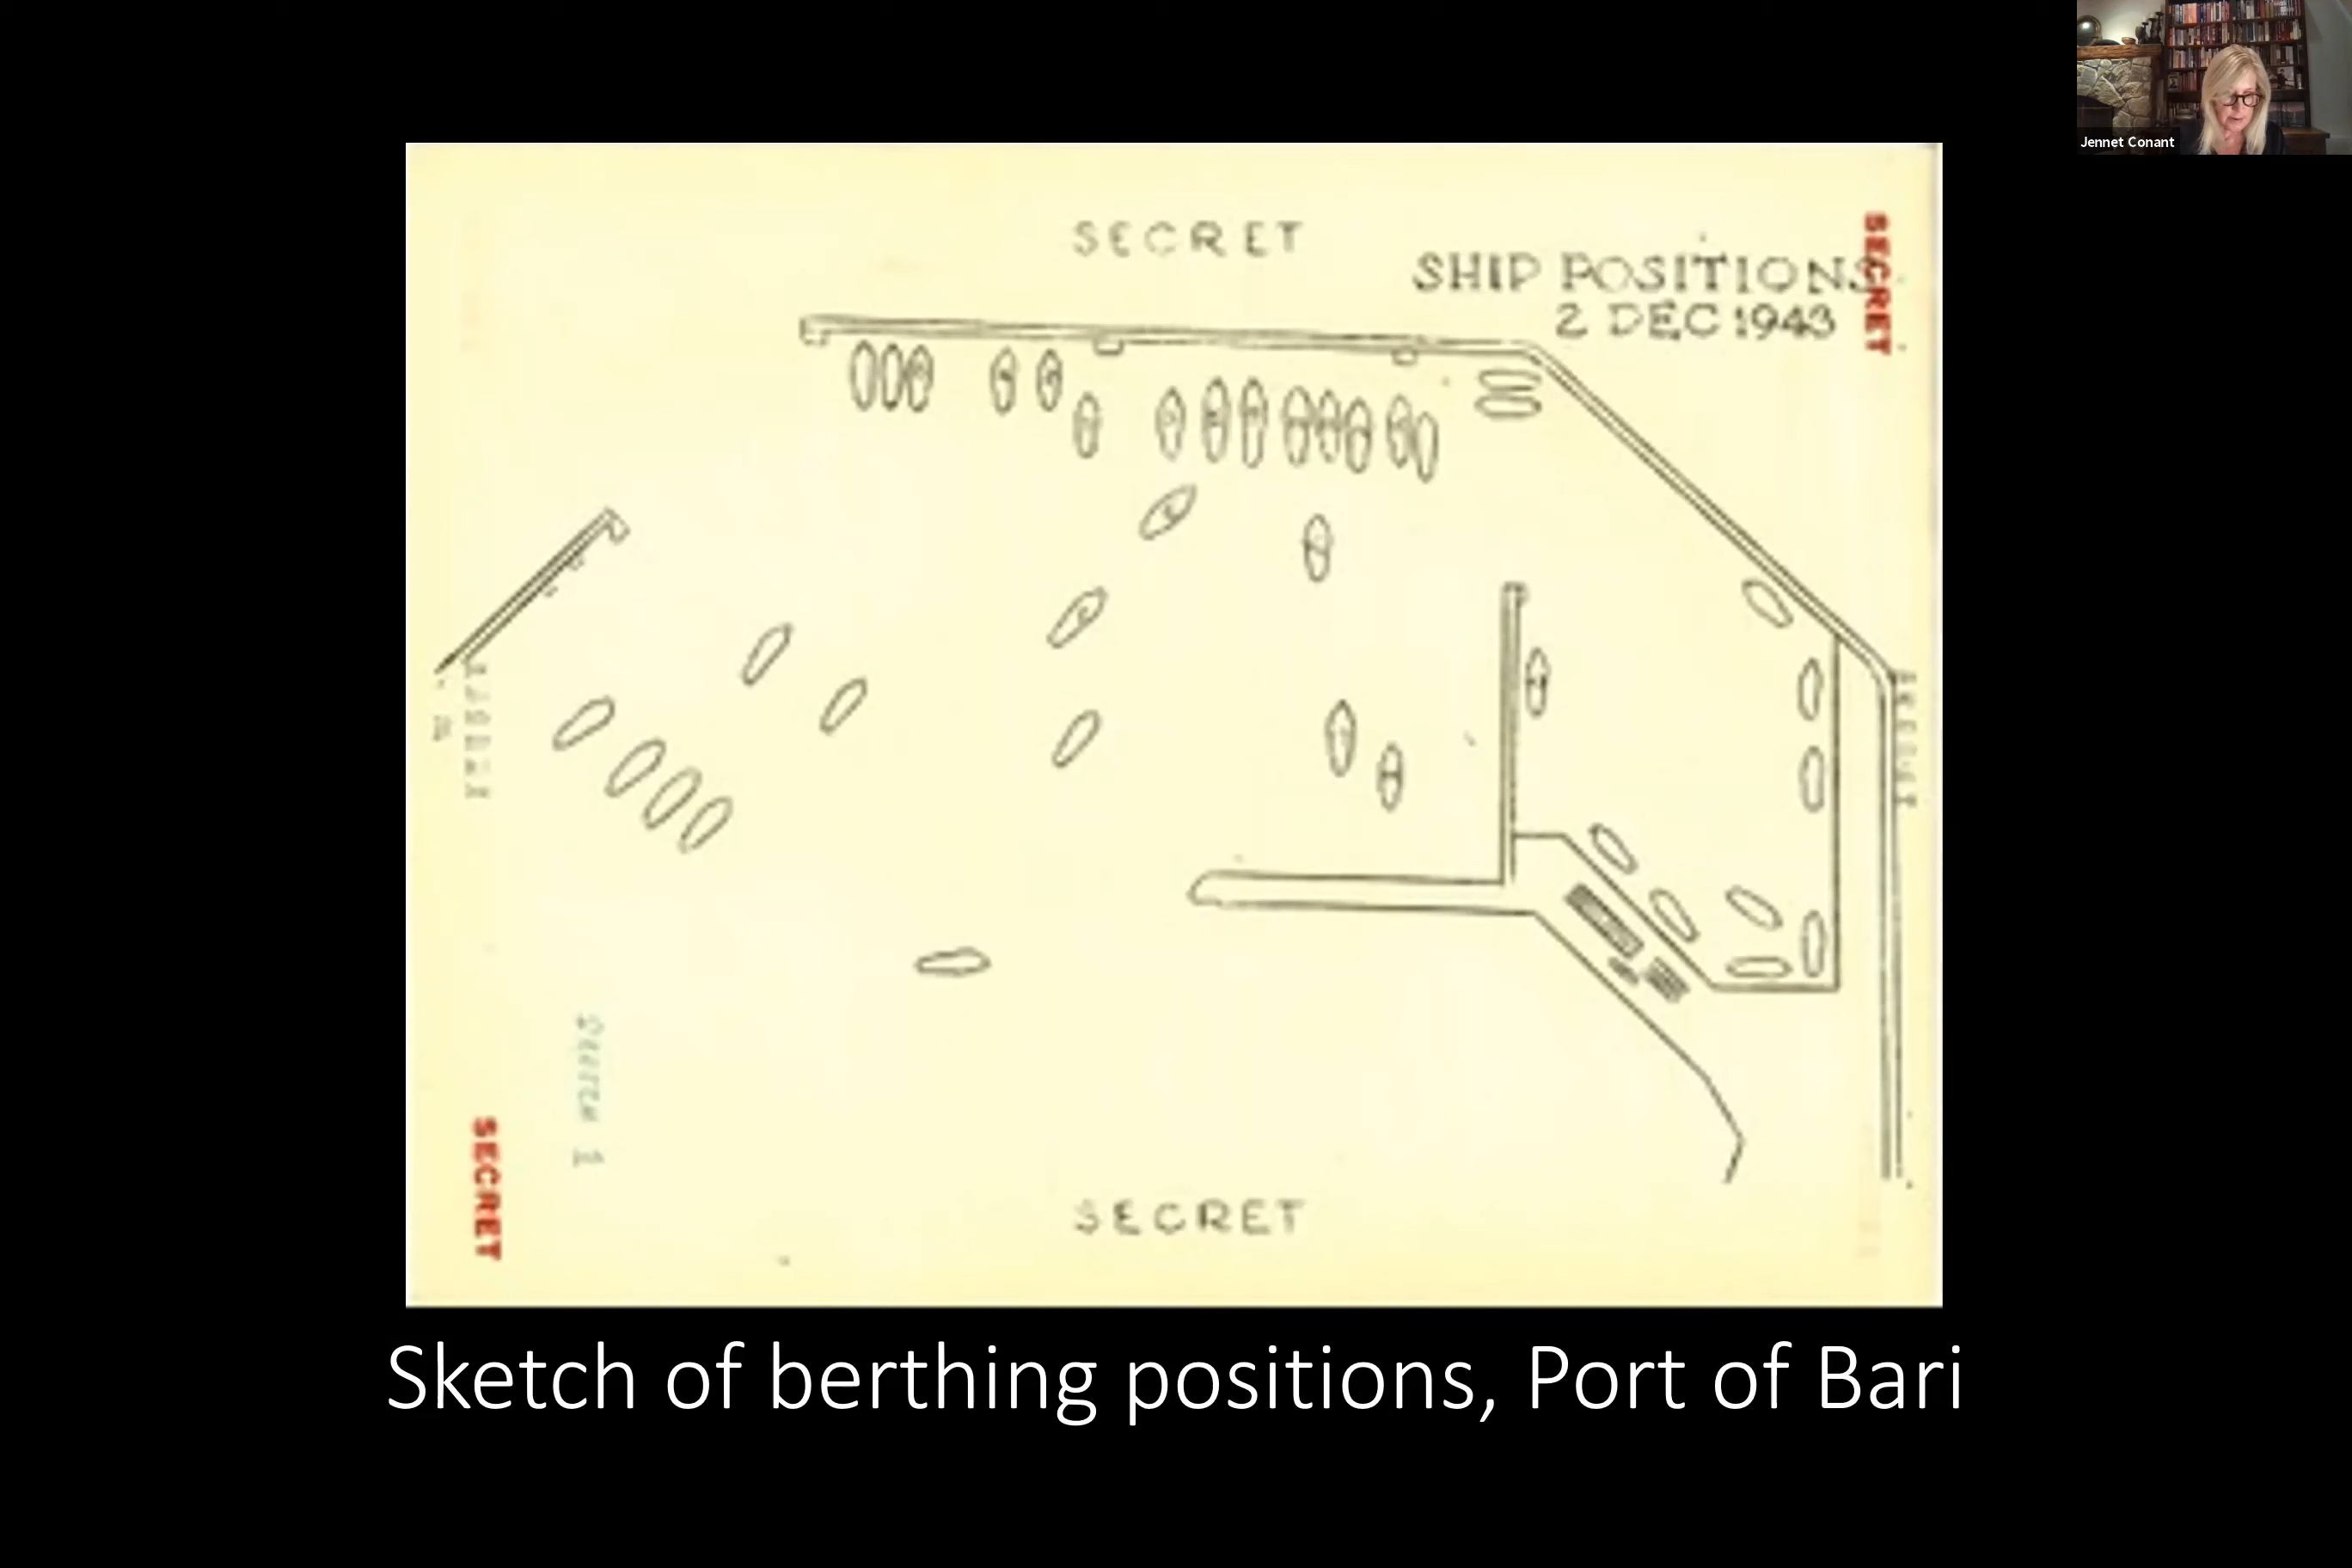 Jennet Conant
SECRET
SECRET
SHIP POSITIONS
2 DEC 1943
SECRET
SECRET
Sketch of berthing positions, Port of Bari